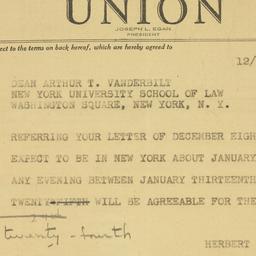 UNION
JOSEPH L. EGAN
PRESIDENT
ect to the terms on back hereof, which are hereby agreed to
12/
DEAN ARTHUR T. VANDERBILT
NEW YORK UNIVERSITY SCHOOL OF LAW
WASHINGTON SQUARE, NEW YORK, N. Y.
REFERRING YOUR LETTER OF DECEMBER EIGH
EXPECT TO BE IN NEW YORK ABOUT JANUARY
ANY EVENING BETWEEN JANUARY THIRTEENTH
TWENTY-FIFTH WILL BE AGREEABLE FOR THE
24th
twenty-fourth
HERBERT